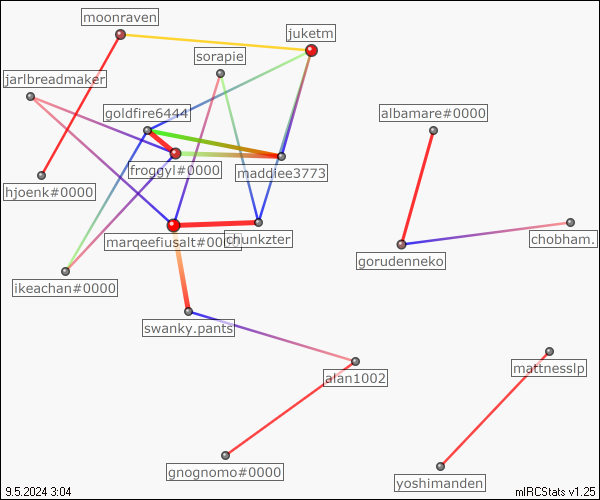 moonraven
juketm
sorapie
jarlbreadmaker
goldfire6444
albamare#0000
froggyl#0000
maddiee3773
hjoenk#0000
marqeefiusalt#00
chunkzter
chobham.
gorudenneko
ikeachan#0000
swanky.pants
mattnesslp
alan1002
gnognomo#0000
yoshimanden
9.5.2024 3:04
mIRCStats v1.25